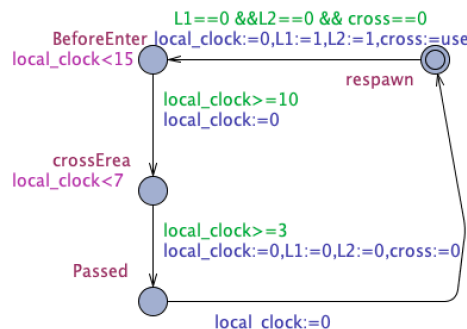 L1==0 &&L2==0 && cross==0
BeforeEnter local_clock:=0,L1:=1,L2:=1,cross:=use
local_clock<15
respawn
local_clock>=10
local_clock:=0
crossErea
local_clock<7
local_clock>=3
local_clock:=0,L1:=0,L2:=0,cross:=0
Passed
local_clock:=0